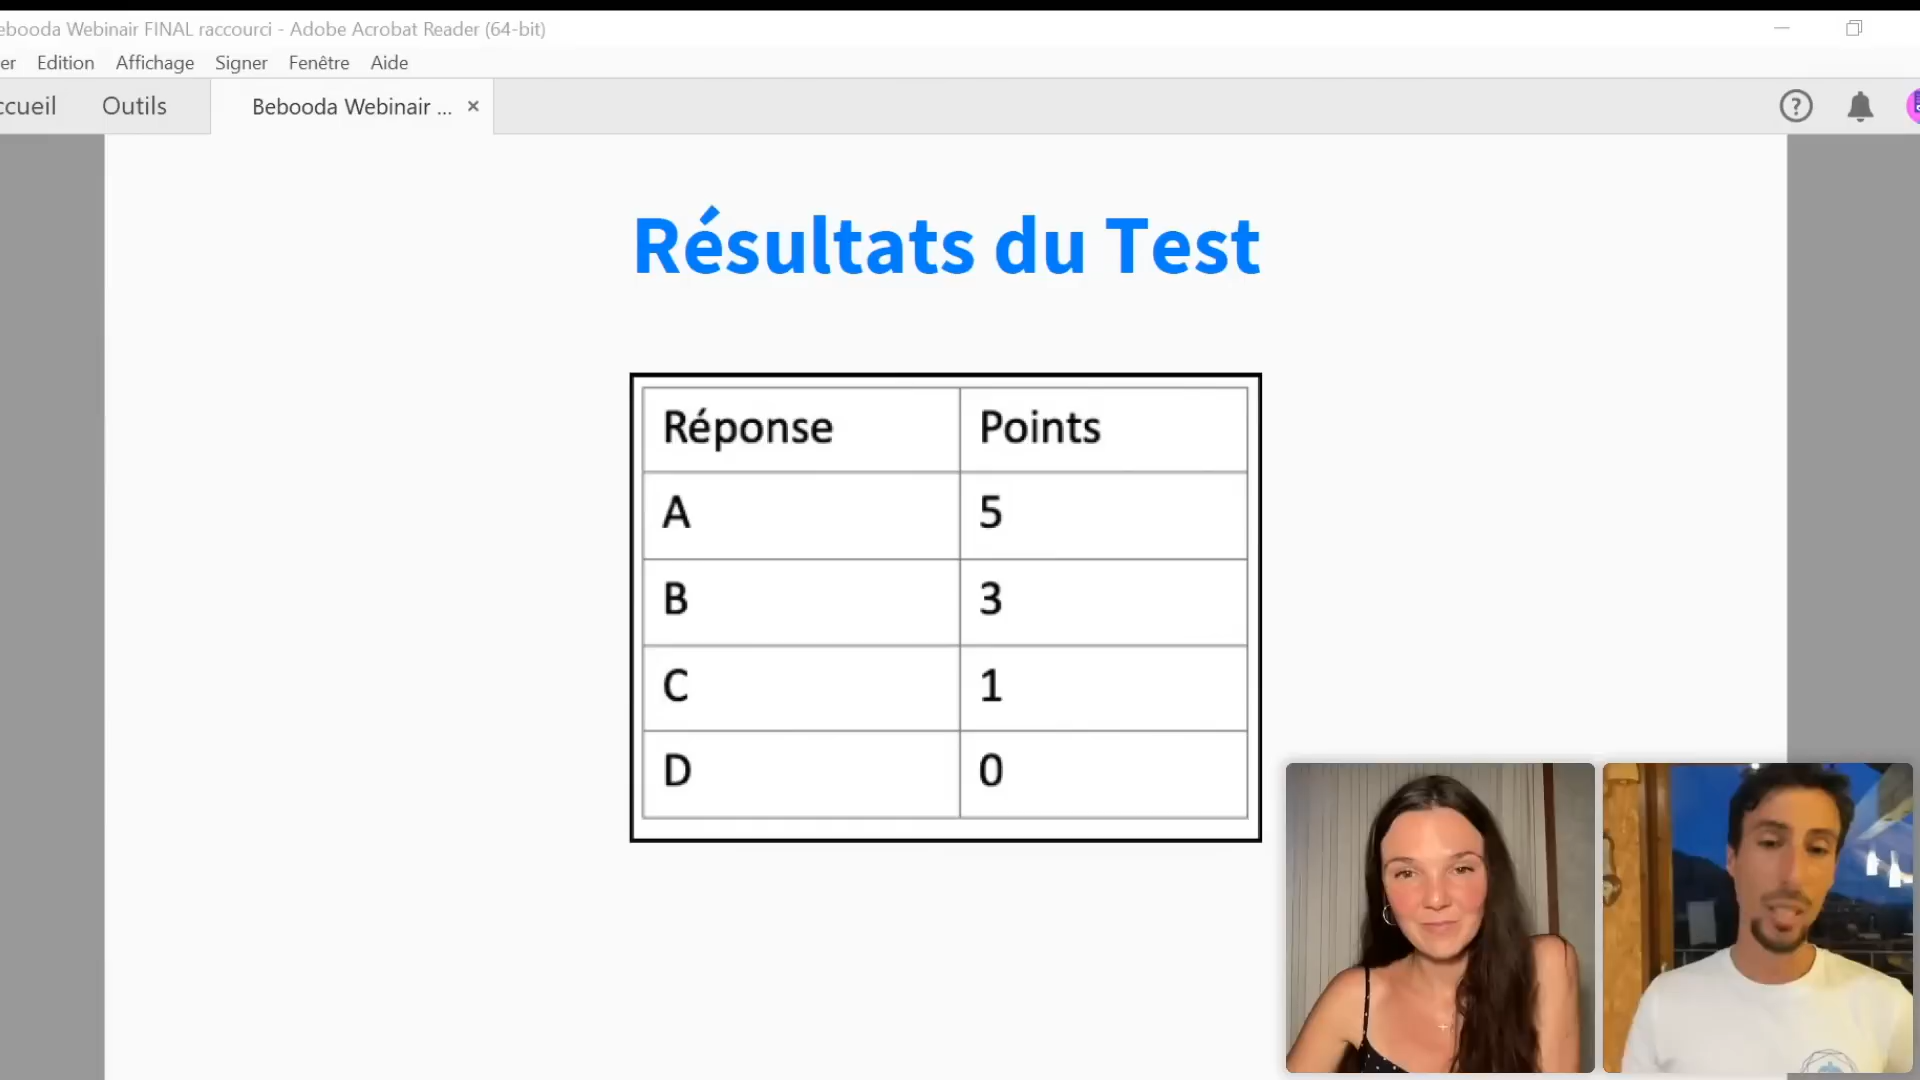 ebooda Webinair FINAL raccourci - Adobe Acrobat Reader (64-bit)
er Edition Affichage Signer Fenêtre Aide
ccueil Outils Bebooda Webinair ... ×
Résultats du Test
Réponse Points
A 5
B 3
C 1
D 0